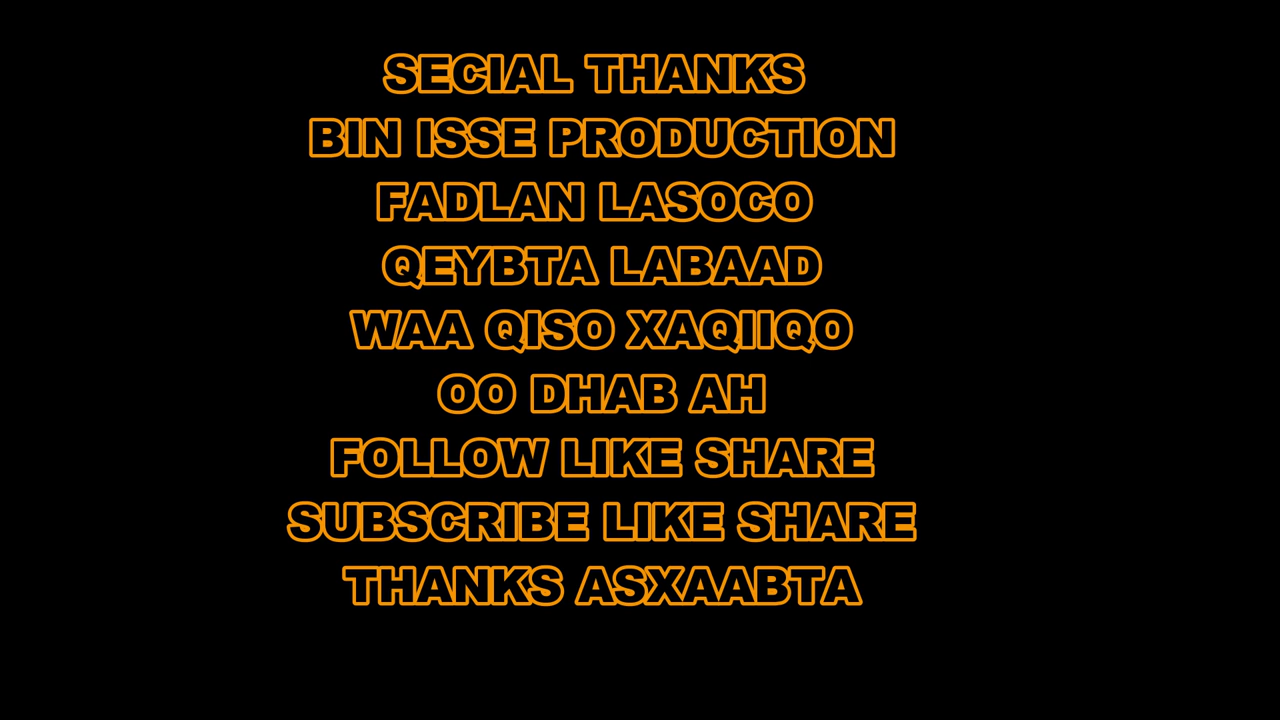 SECIAL THANKS
BIN ISSE PRODUCTION
FADLAN LASOCO
QEYBTA LABAAD
WAA QISO XAQIIQO
OO DHAB AH
FOLLOW LIKE SHARE
SUBSCRIBE LIKE SHARE
THANKS ASXAABTA